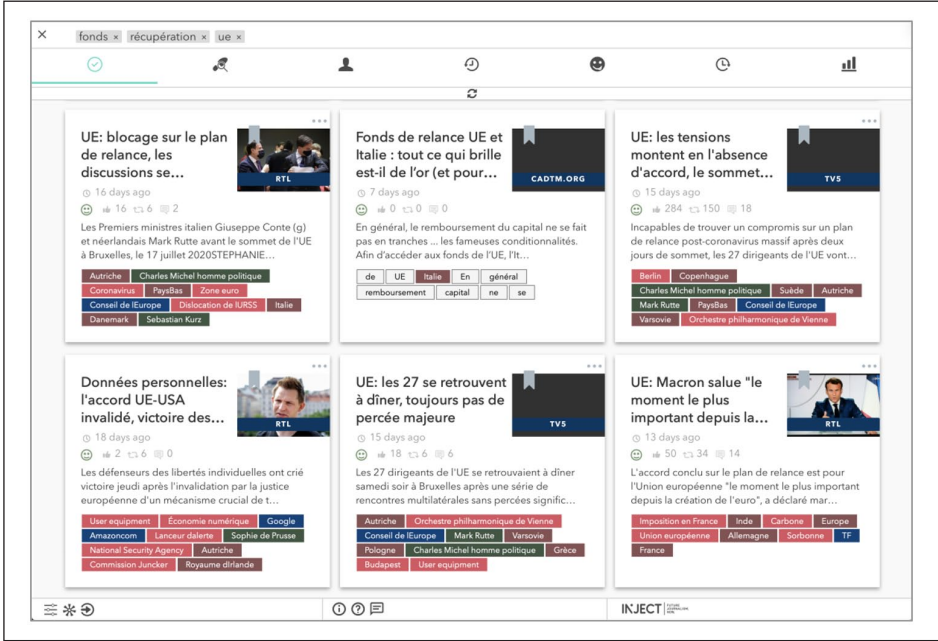 × fonds × récupération × ue ×
UE: blocage sur le plan
de relance, les
discussions se...
RTL
16 days ago
16 6 2
Les Premiers ministres italien Giuseppe Conte (g)
et néerlandais Mark Rutte avant le sommet de l'UE
à Bruxelles, le 17 juillet 2020STEPHANIE...
Autriche Charles Michel homme politique
Coronavirus PaysBas Zone euro
Conseil de lEurope Dislocation de lURSS Italie
Danemark Sebastian Kurz
Fonds de relance UE et
Italie : tout ce qui brille
est-il de l'or (et pour...
CADTM.ORG
7 days ago
0 0 0
En général, le remboursement du capital ne se fait
pas en tranches ... les fameuses conditionnalités.
Afin d'accéder aux fonds de l'UE, l'It...
de UE Italie En général
remboursement capital ne se
UE: les tensions
montent en l'absence
d'accord, le sommet...
TV5
15 days ago
284 150 18
Incapables de trouver un compromis sur un plan
de relance post-coronavirus massif après deux
jours de sommet, les 27 dirigeants de l'UE vont...
Berlin Copenhague
Charles Michel homme politique Suède Autriche
Mark Rutte PaysBas Conseil de lEurope
Varsovie Orchestre philharmonique de Vienne
Données personnelles:
l'accord UE-USA
invalidé, victoire des...
RTL
18 days ago
2 6 0
Les défenseurs des libertés individuelles ont crié
victoire jeudi après l'invalidation par la justice
européenne d'un mécanisme crucial de t...
User equipment Économie numérique Google
Amazoncom Lanceur dalerte Sophie de Prusse
National Security Agency Autriche
Commission Juncker Royaume dIrlande
UE: les 27 se retrouvent
à dîner, toujours pas de
percée majeure
TV5
15 days ago
18 6 6
Les 27 dirigeants de l'UE se retrouvaient à dîner
samedi soir à Bruxelles après une série de
rencontres multilatérales sans percées signific...
Autriche Orchestre philharmonique de Vienne
Conseil de lEurope Mark Rutte Varsovie
Pologne Charles Michel homme politique Grèce
Budapest User equipment
UE: Macron salue "le
moment le plus
important depuis la...
RTL
13 days ago
50 34 14
L'accord conclu sur le plan de relance est pour
l'Union européenne "le moment le plus important
depuis la création de l'euro", a déclaré mar...
Imposition en France Inde Carbone Europe
Union européenne Allemagne Sorbonne TF
France
INJECT